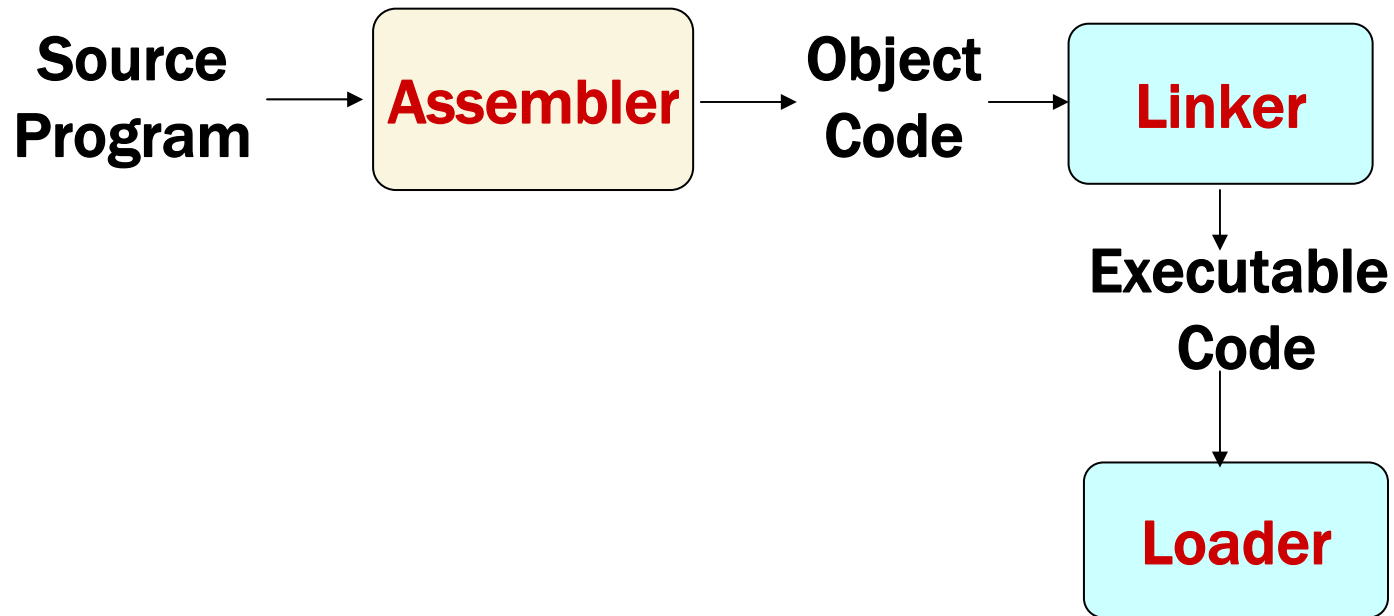 Source
Program
Assembler
Object
Code
Linker
Executable
Code
Loader